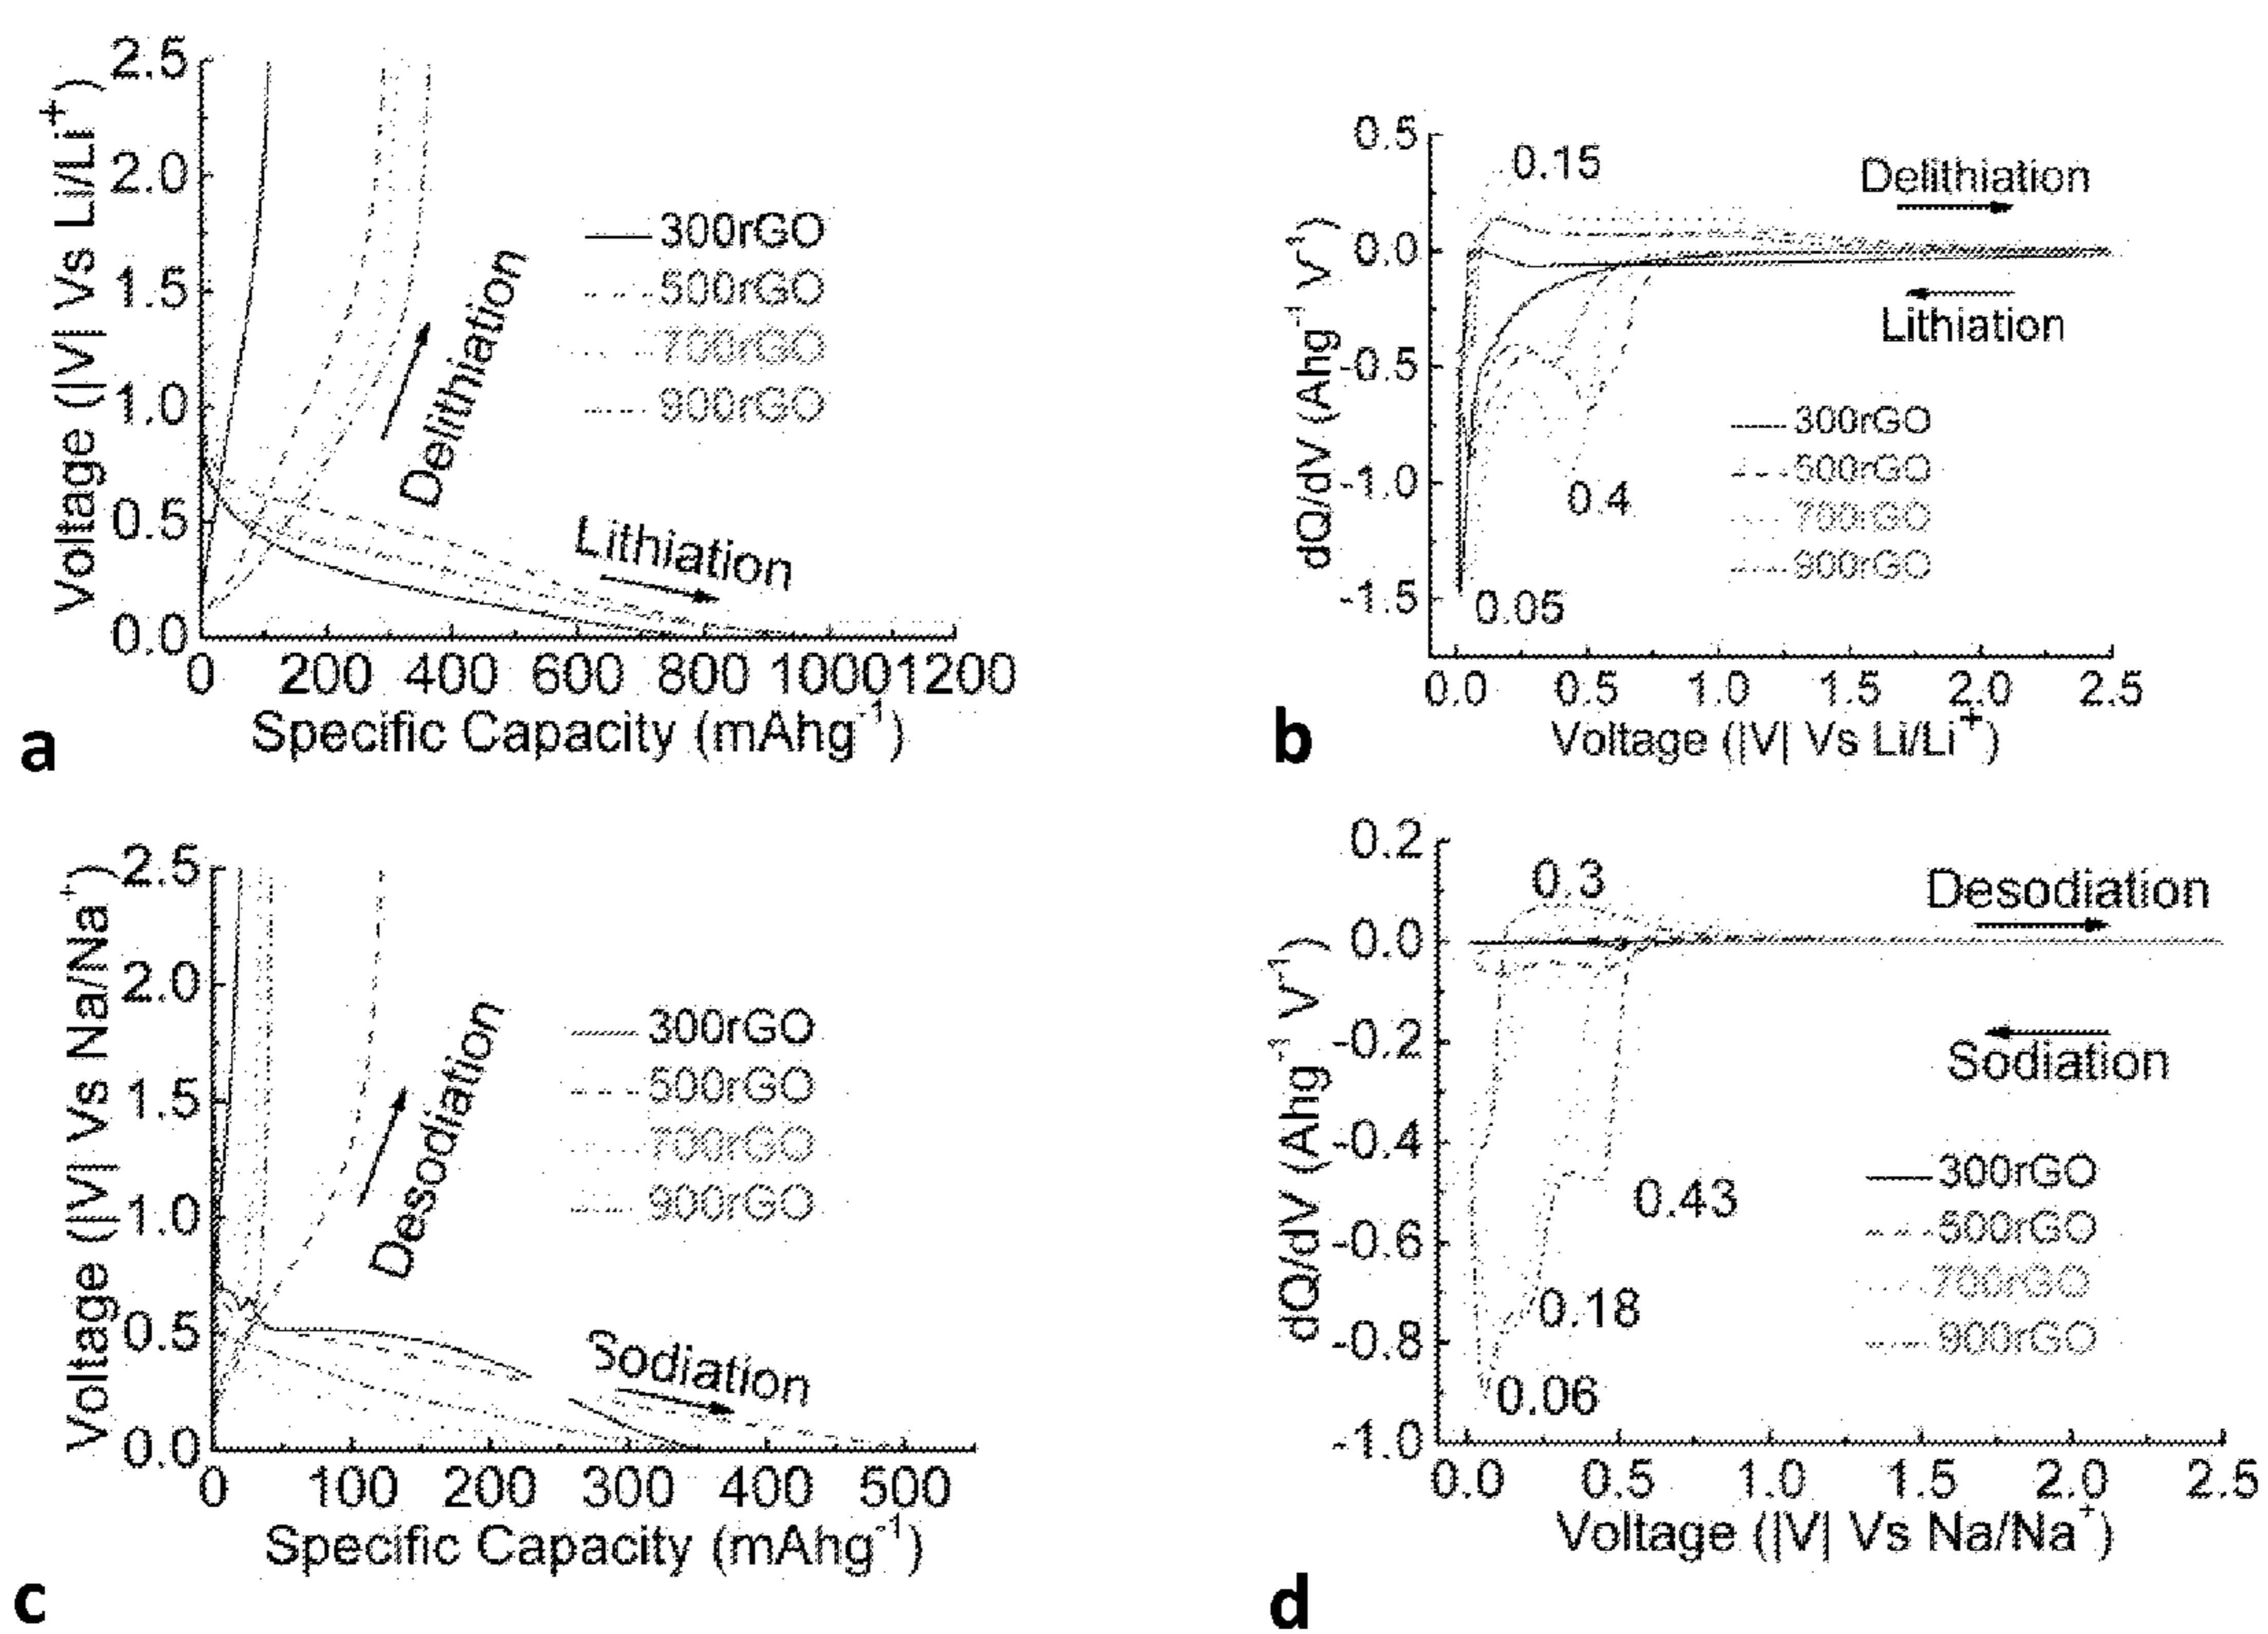 2.5
2.0
1.5
1.0
0.5
0.0
Voltage (|V| Vs Li/Li+)
300rGO
500rGO
700rGO
900rGO
Delithiation
Lithiation
0 200 400 600 800 1000 1200
Specific Capacity (mAhg-1)
a
0.5
0.0
-0.5
-1.0
-1.5
dQ/dV (Ahg-1 V-1)
0.15
Delithiation
Lithiation
300rGO
500rGO
700rGO
900rGO
0.4
0.05
0.0 0.5 1.0 1.5 2.0 2.5
Voltage (|V| Vs Li/Li+)
b
2.5
2.0
1.5
1.0
0.5
0.0
Voltage (|V| Vs Na/Na+)
300rGO
500rGO
700rGO
900rGO
Desodiation
Sodiation
0 100 200 300 400 500
Specific Capacity (mAhg-1)
c
0.2
0.0
-0.2
-0.4
-0.6
-0.8
-1.0
dQ/dV (Ahg-1 V-1)
0.3
Desodiation
Sodiation
0.43
300rGO
500rGO
700rGO
900rGO
0.18
0.06
0.0 0.5 1.0 1.5 2.0 2.5
Voltage (|V| Vs Na/Na+)
d